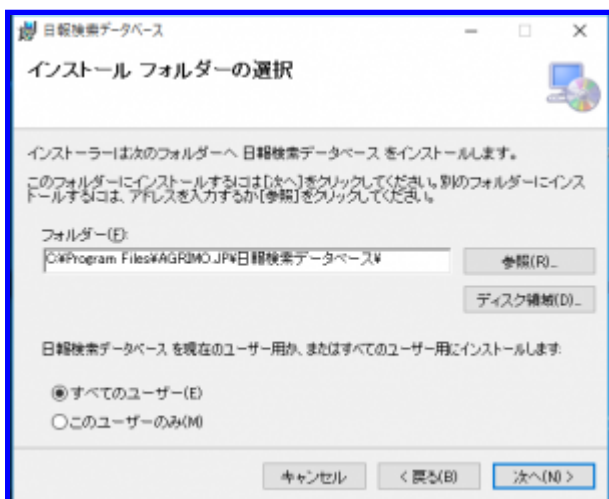 日報検索データベース
インストール フォルダーの選択
インストーラーは次のフォルダーへ 日報検索データベース をインストールします。
このフォルダーにインストールするには[次へ]をクリックしてください。別のフォルダーにインス
トールするには、アドレスを入力するか[参照]をクリックしてください。
フォルダー(F):
C:¥Program Files¥AGRIMO.JP¥日報検索データベース¥
参照(R)...
ディスク領域(D)...
日報検索データベース を現在のユーザー用か、またはすべてのユーザー用にインストールします:
すべてのユーザー(E)
このユーザーのみ(M)
キャンセル
< 戻る(B)
次へ(N) >